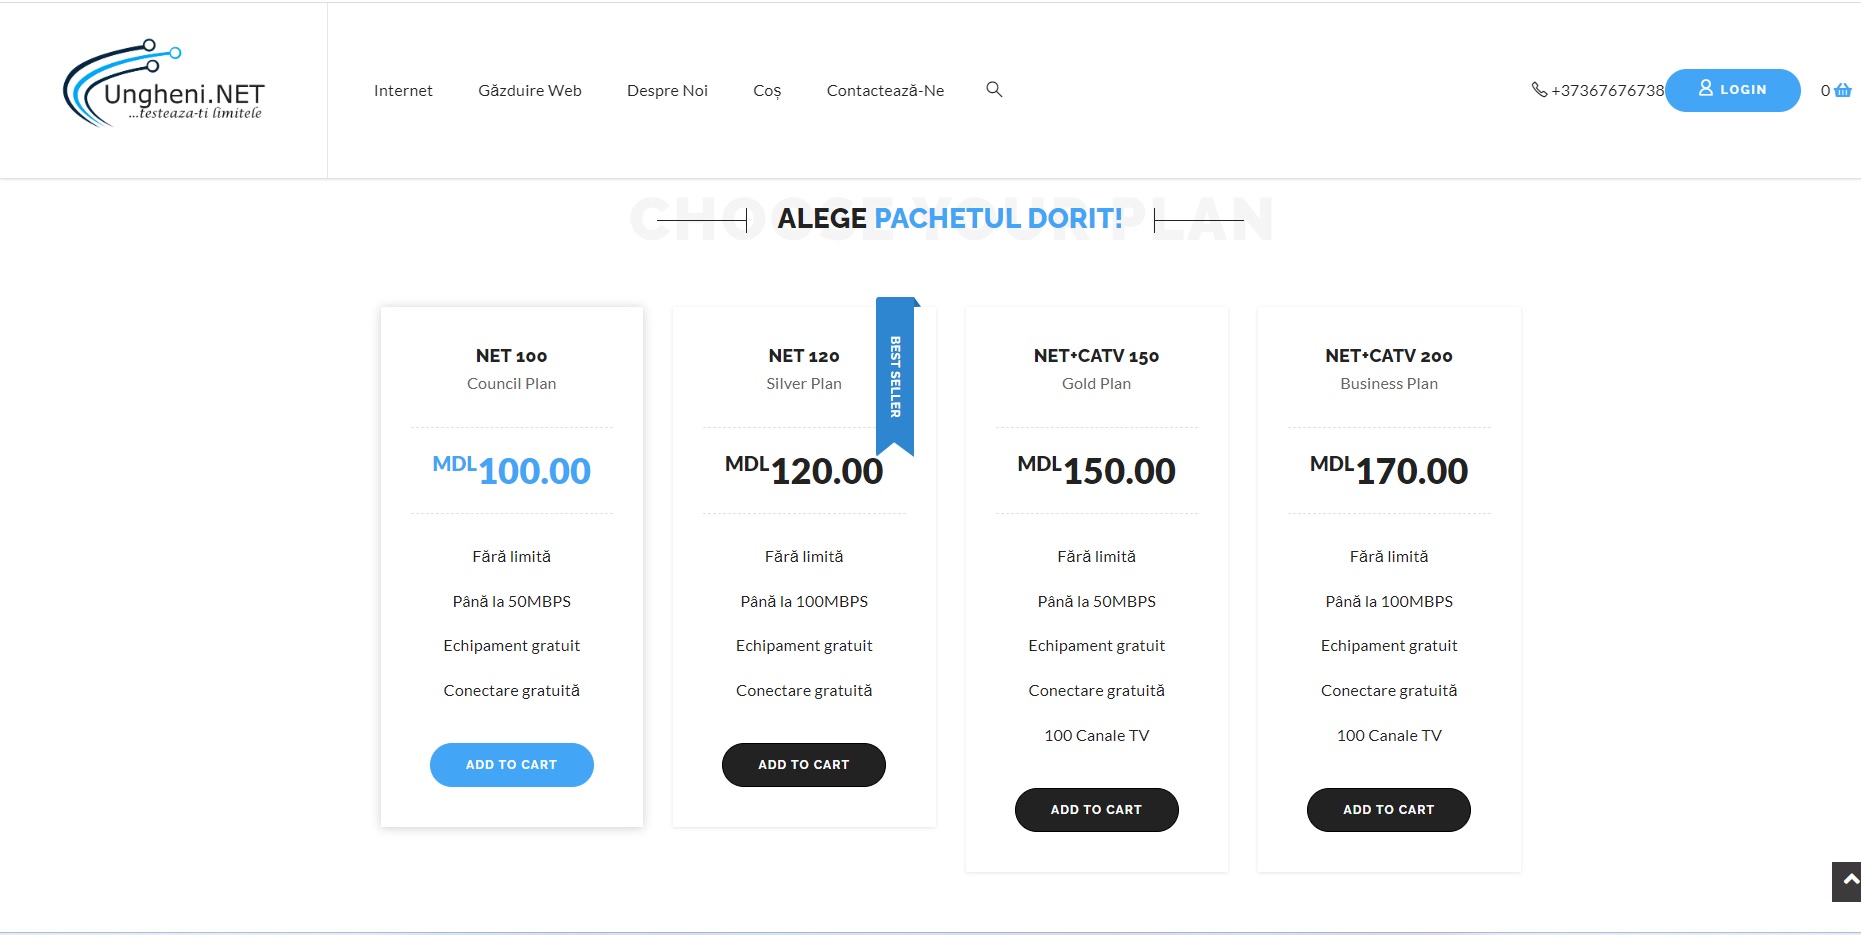 Ungheni.NET
...testeaza-ti limitele
Internet
Găzduire Web
Despre Noi
Coș
Contactează-Ne
+37367676738
LOGIN
0
CHOOSE YOUR PLAN
ALEGE PACHETUL DORIT!
NET 100
Council Plan
MDL100.00
Fără limită
Până la 50MBPS
Echipament gratuit
Conectare gratuită
ADD TO CART
BEST SELLER
NET 120
Silver Plan
MDL120.00
Fără limită
Până la 100MBPS
Echipament gratuit
Conectare gratuită
ADD TO CART
NET+CATV 150
Gold Plan
MDL150.00
Fără limită
Până la 50MBPS
Echipament gratuit
Conectare gratuită
100 Canale TV
ADD TO CART
NET+CATV 200
Business Plan
MDL170.00
Fără limită
Până la 100MBPS
Echipament gratuit
Conectare gratuită
100 Canale TV
ADD TO CART